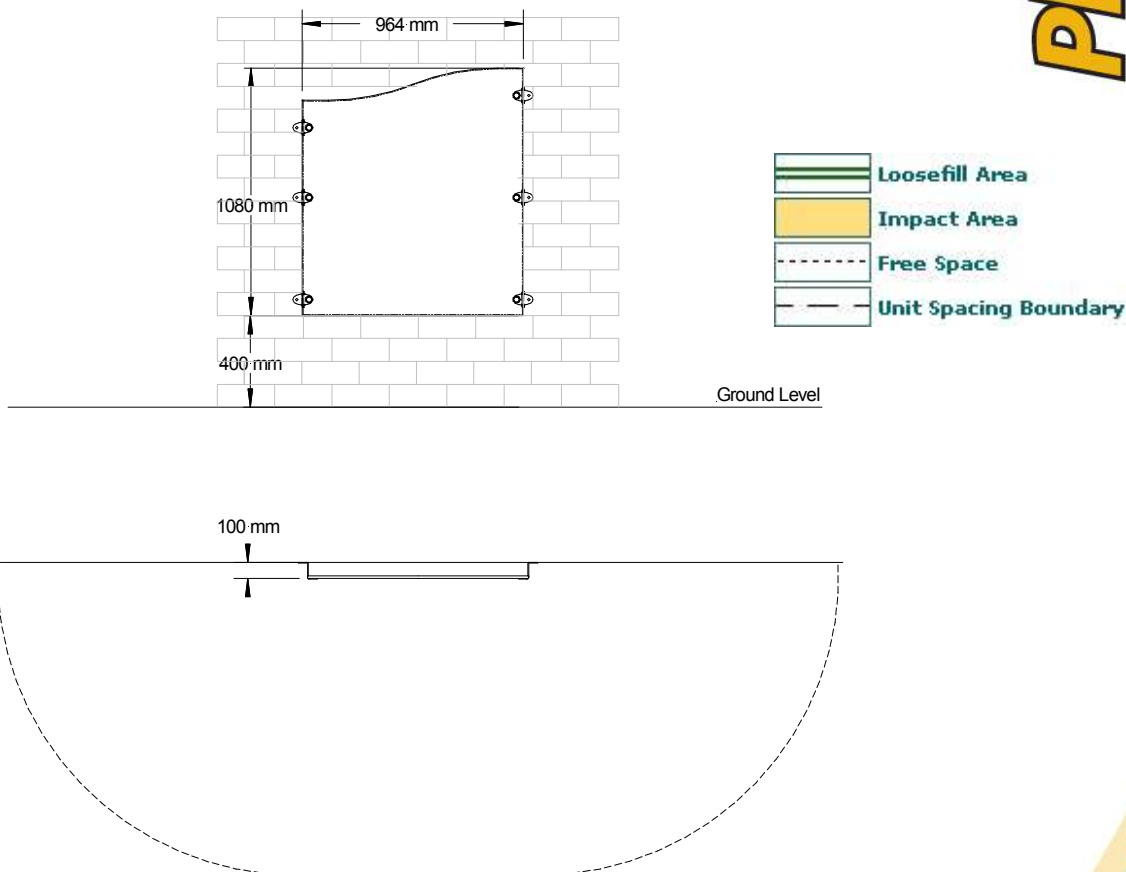 964 mm
1080 mm
400 mm
Ground Level
100 mm
Loosefill Area
Impact Area
Free Space
Unit Spacing Boundary